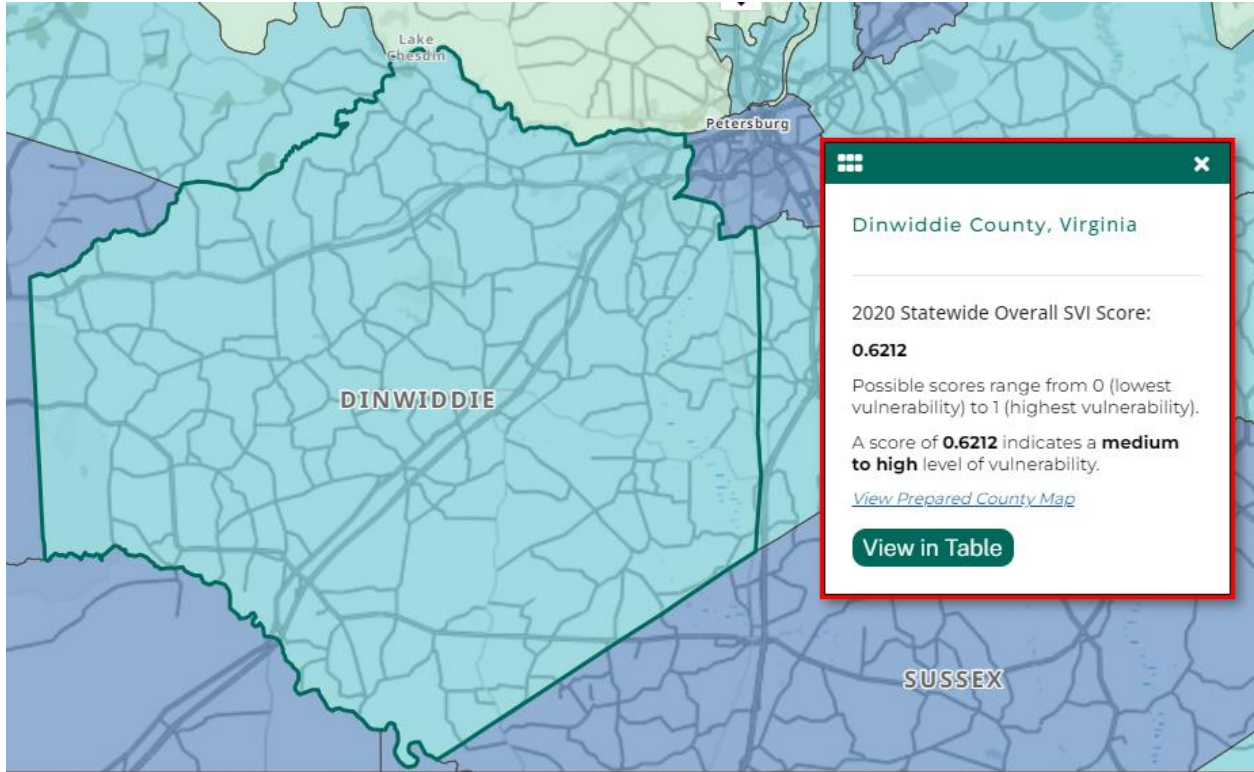 Lake
Chesdin
Petersburg
DINWIDDIE
SUSSEX
Dinwiddie County, Virginia
2020 Statewide Overall SVI Score:
0.6212
Possible scores range from 0 (lowest
vulnerability) to 1 (highest vulnerability).
A score of 0.6212 indicates a medium
to high level of vulnerability.
View Prepared County Map
View in Table